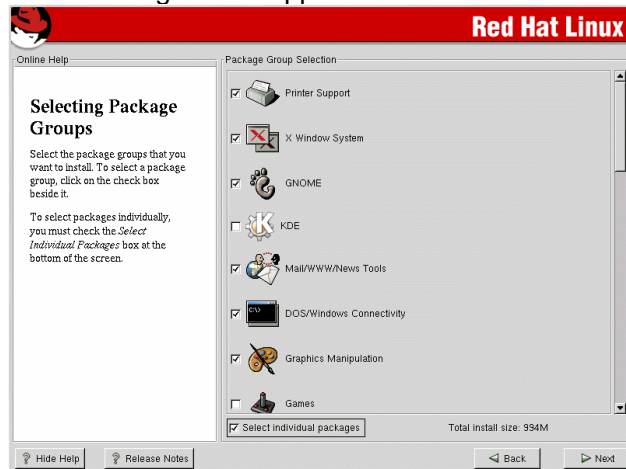 Red Hat Linux
Online Help
Selecting Package
Groups
Select the package groups that you
want to install. To select a package
group, click on the check box
beside it.
To select packages individually,
you must check the Select
Individual Packages box at the
bottom of the screen.
Package Group Selection
Printer Support
X Window System
GNOME
KDE
Mail/WWW/News Tools
C:\>
DOS/Windows Connectivity
Graphics Manipulation
Games
Select individual packages
Total install size: 994M
Hide Help
Release Notes
Back
Next